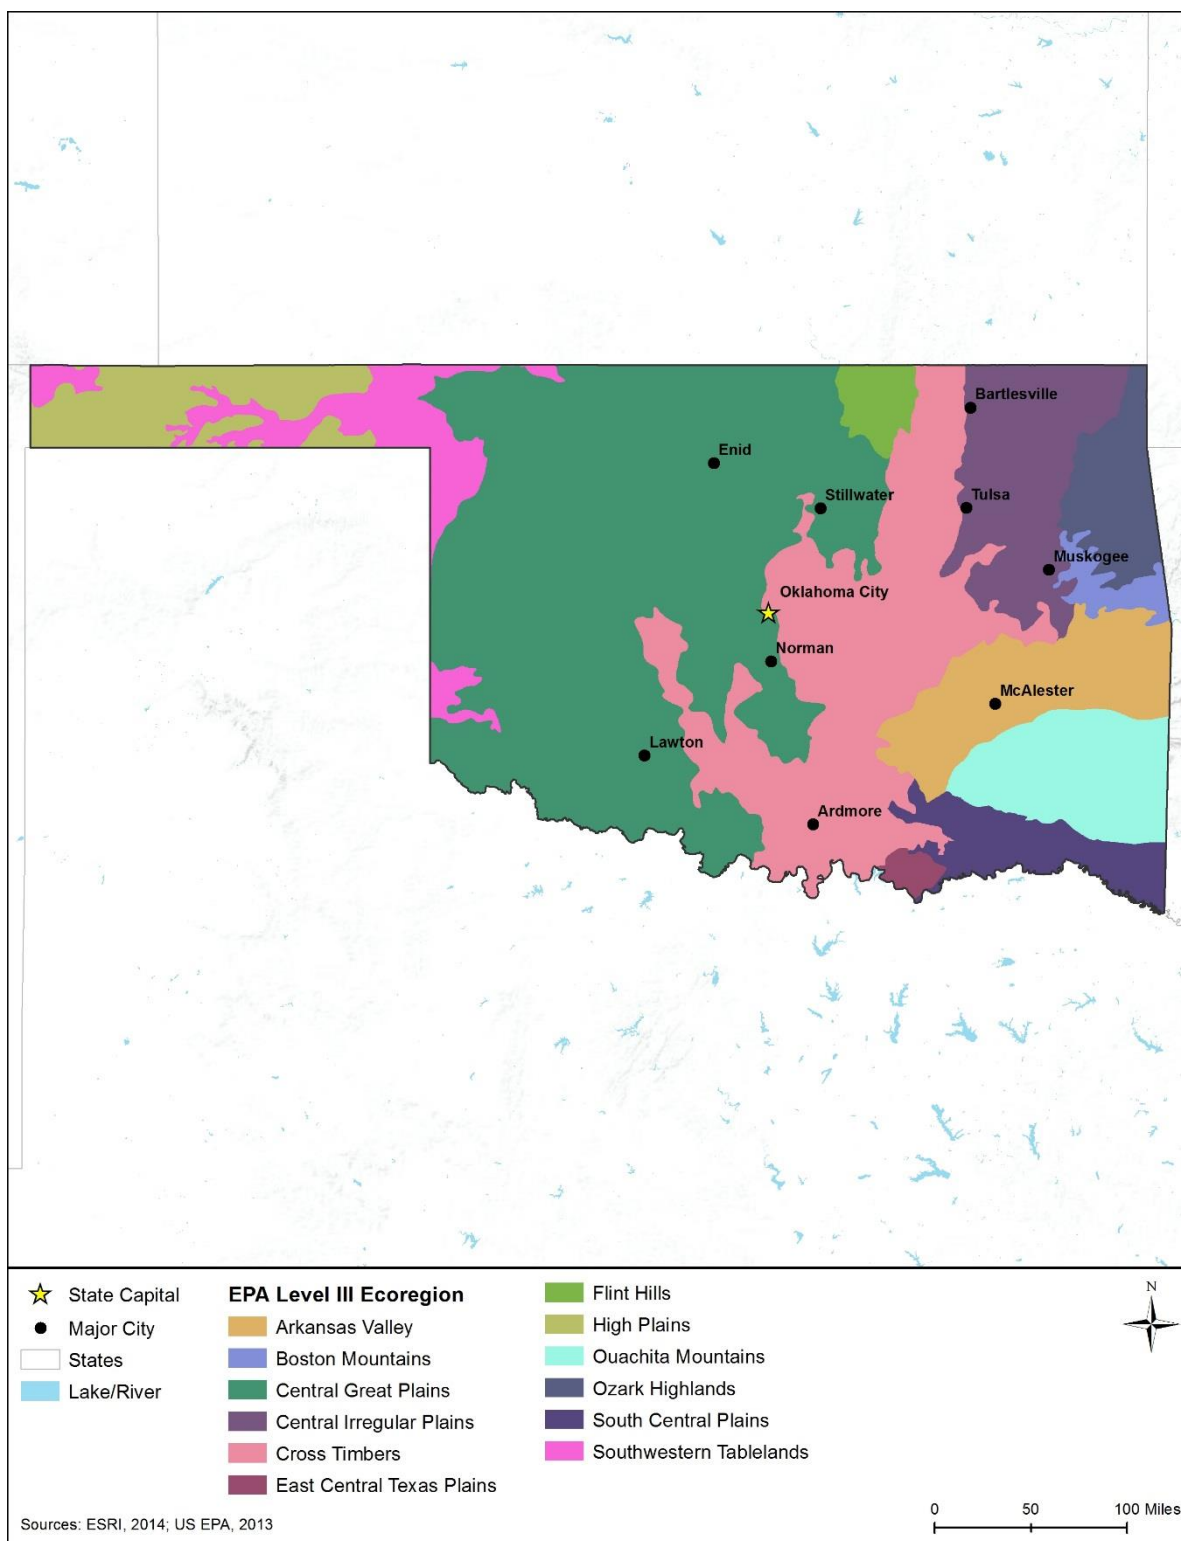 Bartlesville
Enid
Stillwater
Tulsa
Muskogee
Oklahoma City
Norman
McAlester
Lawton
Ardmore
State Capital
Major City
States
Lake/River
EPA Level III Ecoregion
Arkansas Valley
Boston Mountains
Central Great Plains
Central Irregular Plains
Cross Timbers
East Central Texas Plains
Flint Hills
High Plains
Ouachita Mountains
Ozark Highlands
South Central Plains
Southwestern Tablelands
N
0 50 100 Miles
Sources: ESRI, 2014; US EPA, 2013